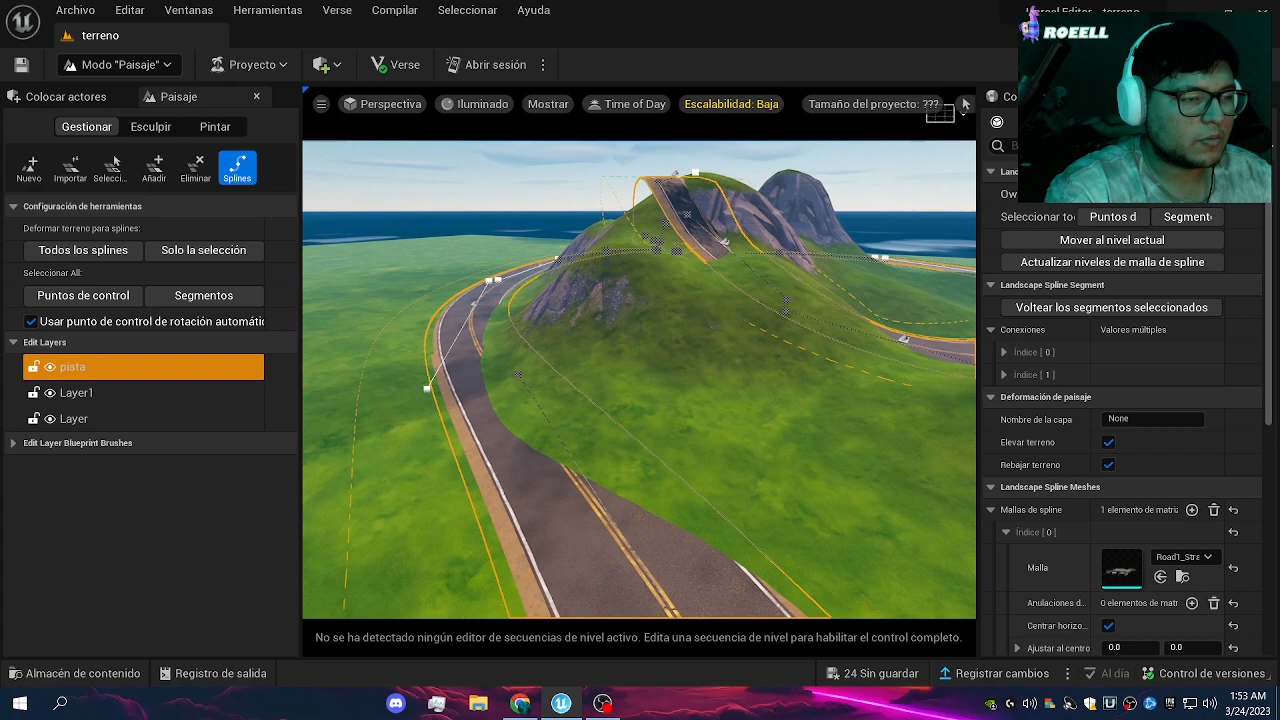 Archivo Editar Ventanas Herramientas Verse Compilar Seleccionar Ayuda
ROEELL
terreno
Modo "Paisaje" Proyecto Verse Abrir sesión
Colocar actores Paisaje
Perspectiva Iluminado Mostrar Time of Day Escalabilidad: Baja Tamaño del proyecto: ???
Co
Gestionar Esculpir Pintar
Nuevo Importar Selecci... Añadir Eliminar Splines
Configuración de herramientas
Deformar terreno para splines:
Todos los splines Solo la selección
Seleccionar All:
Puntos de control Segmentos
Usar punto de control de rotación automátic
Edit Layers
pista
Layer1
Layer
Edit Layer Blueprint Brushes
Lan
Ow
Seleccionar to Puntos d Segment
Mover al nivel actual
Actualizar niveles de malla de spline
Landscape Spline Segment
Voltear los segmentos seleccionados
Conexiones Valores múltiples
Índice [ 0 ]
Índice [ 1 ]
Deformación de paisaje
Nombre de la capa None
Elevar terreno
Rebajar terreno
Landscape Spline Meshes
Mallas de spline 1 elemento de matri
Índice [ 0 ]
Malla Road1_Stra
Anulaciones d... 0 elementos de matr
Centrar horizo...
Ajustar al centro 0.0 0.0
No se ha detectado ningún editor de secuencias de nivel activo. Edita una secuencia de nivel para habilitar el control completo.
Almacén de contenido Registro de salida 24 Sin guardar Registrar cambios Al día Control de versiones
1:53 AM
3/24/2023